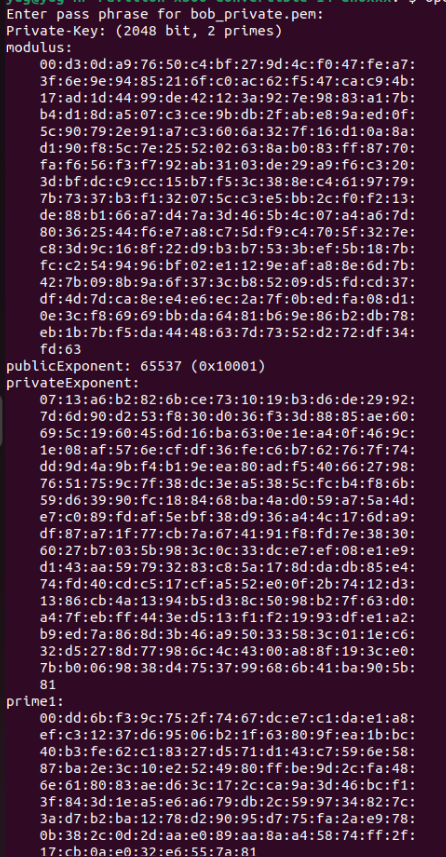 Enter pass phrase for bob_private.pem:
Private-Key: (2048 bit, 2 primes)
modulus:
00:d3:0d:a9:76:50:c4:bf:27:9d:4c:f0:47:fe:a7:
3f:6e:9e:94:85:21:6f:c0:ac:62:f5:47:ca:c9:4b:
17:ad:1d:44:99:de:42:12:3a:92:7e:98:83:a1:7b:
b4:d1:8d:a5:07:c3:ce:9b:db:2f:ab:e8:9a:ed:0f:
5c:90:79:2e:91:a7:c3:60:6a:32:7f:16:d1:0a:8a:
d1:90:f8:5c:7e:25:52:02:63:8a:b0:83:ff:87:70:
fa:f6:56:f3:f7:92:ab:31:03:de:29:a9:f6:c3:20:
3d:bf:dc:c9:cc:15:b7:f5:3c:38:8e:c4:61:97:79:
7b:73:37:b3:f1:32:07:5c:c3:e5:bb:2c:f0:f2:13:
de:88:b1:66:a7:d4:7a:3d:46:5b:4c:07:a4:a6:7d:
80:36:25:44:f6:e7:a8:c7:5d:f9:c4:70:5f:32:7e:
c8:3d:9c:16:8f:22:d9:b3:b7:53:3b:ef:5b:18:7b:
fc:c2:54:94:96:bf:02:e1:12:9e:af:a8:8e:6d:7b:
42:7b:09:8b:9a:6f:37:3c:b8:52:09:d5:fd:cd:37:
df:4d:7d:ca:8e:e4:e6:ec:2a:7f:0b:ed:fa:08:d1:
0e:3c:f8:69:69:bb:da:64:81:b6:9e:86:b2:db:78:
eb:1b:7b:f5:da:44:48:63:7d:73:52:d2:72:df:34:
fd:63
publicExponent: 65537 (0x10001)
privateExponent:
07:13:a6:b2:82:6b:ce:73:10:19:b3:d6:de:29:92:
7d:6d:90:d2:53:f8:30:d0:36:f3:3d:88:85:ae:60:
69:5c:19:60:45:6d:16:ba:63:0e:1e:a4:0f:46:9c:
1e:08:af:57:6e:cf:df:36:fe:c6:b7:62:76:7f:74:
dd:9d:4a:9b:f4:b1:9e:ea:80:ad:f5:40:66:27:98:
76:51:75:9c:7f:38:dc:3e:a5:38:5c:fc:b4:f8:6b:
59:d6:39:90:fc:18:84:68:ba:4a:d0:59:a7:5a:4d:
e7:c0:89:fd:af:5e:bf:38:d9:36:a4:4c:17:6d:a9:
df:87:a7:1f:77:cb:7a:67:41:91:f8:fd:7e:38:30:
60:27:b7:03:5b:98:3c:0c:33:dc:e7:ef:08:e1:e9:
d1:43:aa:59:79:32:83:c8:5a:17:8d:da:db:85:e4:
74:fd:40:cd:c5:17:cf:a5:52:e0:0f:2b:74:12:d3:
13:86:cb:4a:13:94:b5:d3:8c:50:98:b2:7f:63:d0:
a4:7f:eb:ff:44:3e:d5:13:f1:f2:19:93:df:e1:a2:
b9:ed:7a:86:8d:3b:46:a9:50:33:58:3c:01:1e:c6:
32:d5:27:8d:77:98:6c:4c:43:00:a8:8f:19:3c:e0:
7b:b0:06:98:38:d4:75:37:99:68:6b:41:ba:90:5b:
81
prime1:
00:dd:6b:f3:9c:75:2f:74:67:dc:e7:c1:da:e1:a8:
ef:c3:12:37:d6:95:06:b2:1f:63:80:9f:ea:1b:bc:
40:b3:fe:62:c1:83:27:d5:71:d1:43:c7:59:6e:58:
87:ba:2e:3c:10:e2:52:49:80:ff:be:9d:2c:fa:48:
6e:61:80:83:ae:d6:3c:17:2c:ca:9a:3d:46:bc:f1:
3f:84:3d:1e:a5:e6:a6:79:db:2c:59:97:34:82:7c:
3a:d7:b2:ba:12:78:d2:90:95:d7:75:fa:2a:e9:78:
0b:38:2c:0d:2d:aa:e0:89:aa:8a:a4:58:74:ff:2f:
17:cb:0a:e0:32:e6:55:7a:81